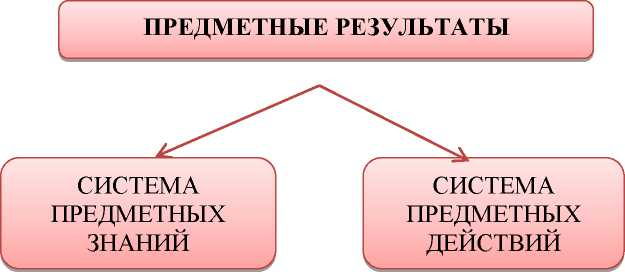 ПРЕДМЕТНЫЕ РЕЗУЛЬТАТЫ
СИСТЕМА
ПРЕДМЕТНЫХ
ЗНАНИЙ
СИСТЕМА
ПРЕДМЕТНЫХ
ДЕЙСТВИЙ